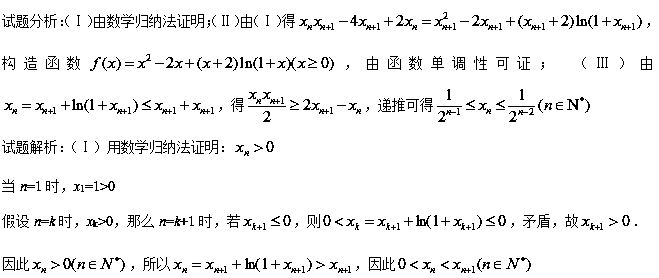 试题分析:(Ⅰ)由数学归纳法证明;(Ⅱ)由(Ⅰ)得 $x_n x_{n+1} - 4x_{n+1} + 2x_n = x_{n+1}^2 - 2x_{n+1} + (x_{n+1}+2)\ln(1+x_{n+1})$,
构造函数 $f(x) = x^2 - 2x + (x+2)\ln(1+x)(x \geq 0)$,由函数单调性可证; (Ⅲ)由
$x_n = x_{n+1} + \ln(1+x_{n+1}) \leq x_{n+1} + x_{n+1}$,得 $\frac{x_n x_{n+1}}{2} \geq 2x_{n+1} - x_n$,递推可得 $\frac{1}{2^{n-1}} \leq x_n \leq \frac{1}{2^{n-2}} (n \in \mathrm{N}^*)$
试题解析:(Ⅰ)用数学归纳法证明: $x_n > 0$
当 n=1 时,x₁=1>0
假设 n=k 时,xₖ>0,那么 n=k+1 时,若 $x_{k+1} \leq 0$,则 $0 < x_k = x_{k+1} + \ln(1+x_{k+1}) \leq 0$,矛盾,故 $x_{k+1} > 0$.
因此 $x_n > 0 (n \in N^*)$,所以 $x_n = x_{n+1} + \ln(1+x_{n+1}) > x_{n+1}$,因此 $0 < x_n < x_{n+1} (n \in N^*)$